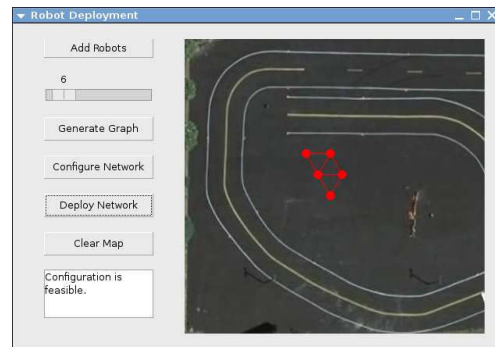 Robot Deployment
Add Robots
6
Generate Graph
Configure Network
Deploy Network
Clear Map
Configuration is
feasible.